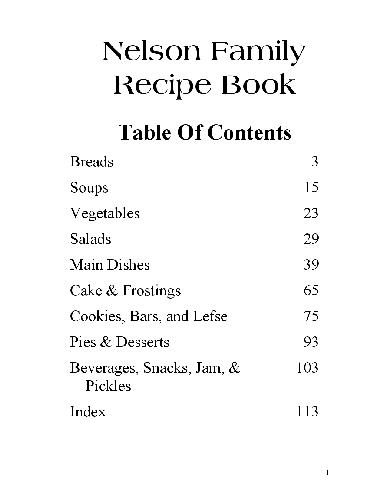 Nelson Family
Recipe Book
Table Of Contents
Breads 3
Soups 15
Vegetables 23
Salads 29
Main Dishes 39
Cake & Frostings 65
Cookies, Bars, and Lefse 75
Pies & Desserts 93
Beverages, Snacks, Jam, & 103
Pickles
Index 113
1